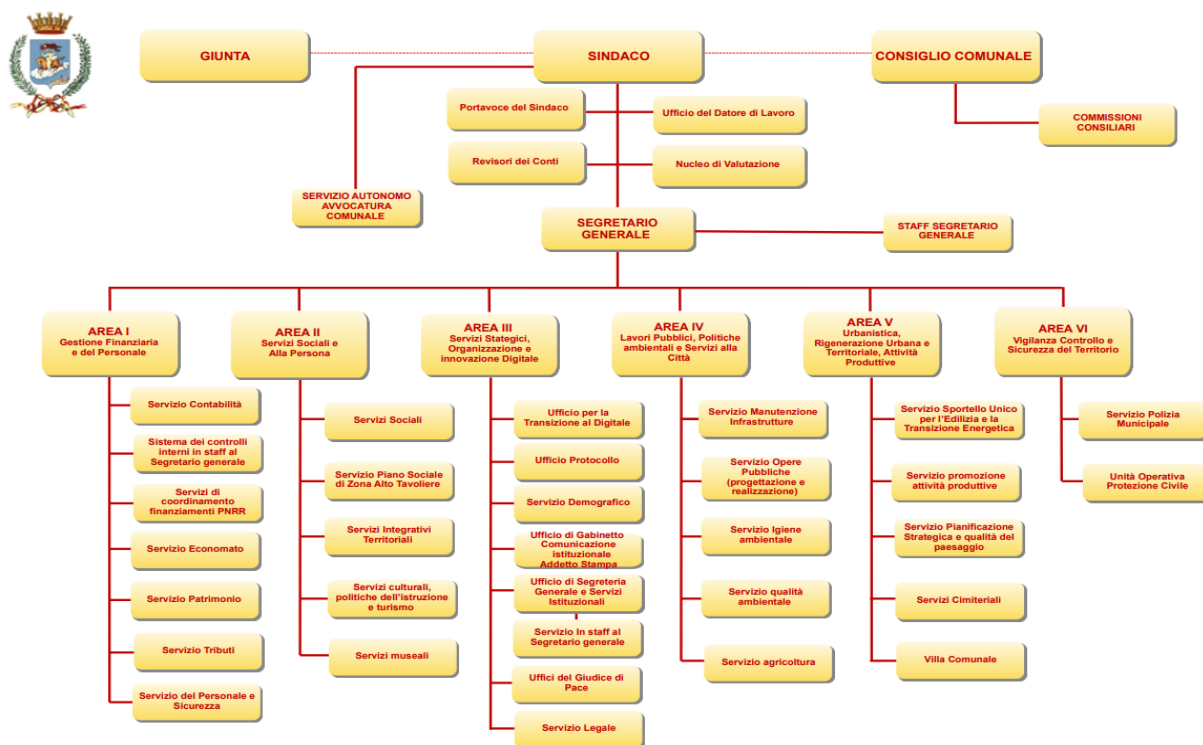 GIUNTA
SINDACO
CONSIGLIO COMUNALE
Portavoce del Sindaco
Ufficio del Datore di Lavoro
COMMISSIONI
CONSILIARI
Revisori dei Conti
Nucleo di Valutazione
SERVIZIO AUTONOMO
AVVOCATURA
COMUNALE
SEGRETARIO
GENERALE
STAFF SEGRETARIO
GENERALE
AREA I
Gestione Finanziaria
e del Personale
Servizio Contabilità
Sistema dei controlli
interni in staff al
Segretario generale
Servizi di
coordinamento
finanziamenti PNRR
Servizio Economato
Servizio Patrimonio
Servizio Tributi
Servizio del Personale e
Sicurezza
AREA II
Servizi Sociali e
Alla Persona
Servizi Sociali
Servizio Piano Sociale
di Zona Alto Tavoliere
Servizi Integrativi
Territoriali
Servizi culturali,
politiche dell'istruzione
e turismo
Servizi museali
AREA III
Servizi Stategici,
Organizzazione e
innovazione Digitale
Ufficio per la
Transizione al Digitale
Ufficio Protocollo
Servizio Demografico
Ufficio di Gabinetto
Comunicazione
istituzionale
Addetto Stampa
Ufficio di Segreteria
Generale e Servizi
Istituzionali
Servizio In staff al
Segretario generale
Uffici del Giudice di
Pace
Servizio Legale
AREA IV
Lavori Pubblici, Politiche
ambientali e Servizi alla
Città
Servizio Manutenzione
Infrastrutture
Servizio Opere
Pubbliche
(progettazione e
realizzazione)
Servizio Igiene
ambientale
Servizio qualità
ambientale
Servizio agricoltura
AREA V
Urbanistica,
Rigenerazione Urbana e
Territoriale, Attività
Produttive
Servizio Sportello Unico
per l'Edilizia e la
Transizione Energetica
Servizio promozione
attività produttive
Servizio Pianificazione
Strategica e qualità del
paesaggio
Servizi Cimiteriali
Villa Comunale
AREA VI
Vigilanza Controllo e
Sicurezza del Territorio
Servizio Polizia
Municipale
Unità Operativa
Protezione Civile